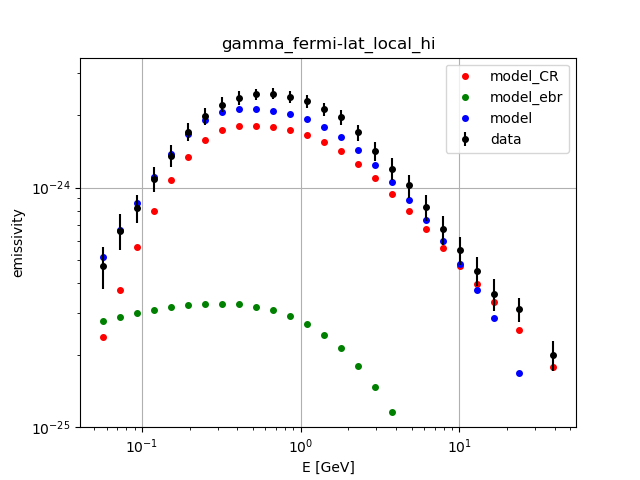 gamma_fermi-lat_local_hi
model_CR
model_ebr
model
data
emissivity
10⁻²⁴
10⁻²⁵
10⁻¹
10⁰
10¹
E [GeV]